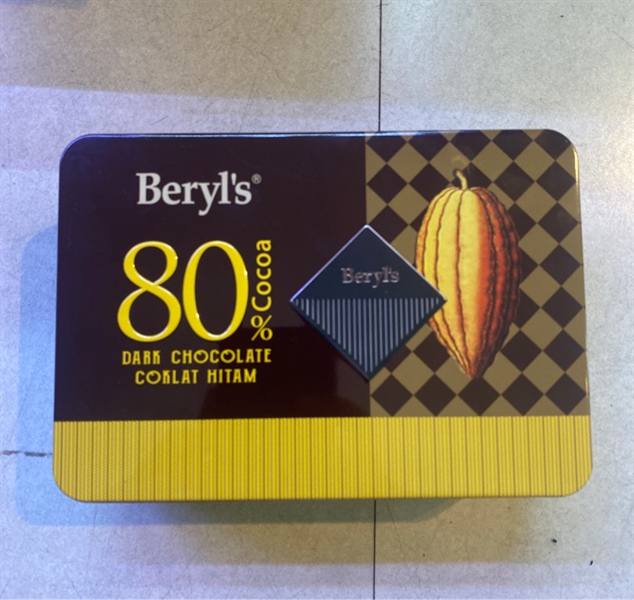 Beryl's®
80% Cocoa
DARK CHOCOLATE
COKLAT HITAM
Beryl's